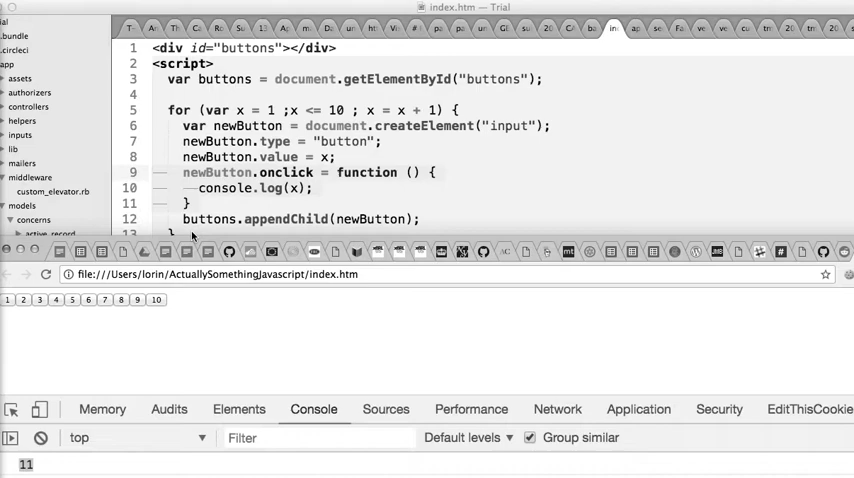 index.htm — Trial
ial
.bundle
.circleci
app
assets
authorizers
controllers
helpers
inputs
lib
mailers
middleware
custom_elevator.rb
models
concerns
active_record
1 <div id="buttons"></div>
2 <script>
3 var buttons = document.getElementById("buttons");
4
5 for (var x = 1 ;x <= 10 ; x = x + 1) {
6 var newButton = document.createElement("input");
7 newButton.type = "button";
8 newButton.value = x;
9 newButton.onclick = function () {
10 console.log(x);
11 }
12 buttons.appendChild(newButton);
13 }
file:///Users/lorin/ActuallySomethingJavascript/index.htm
1 2 3 4 5 6 7 8 9 10
Memory Audits Elements Console Sources Performance Network Application Security EditThisCookie
top Filter Default levels Group similar
11